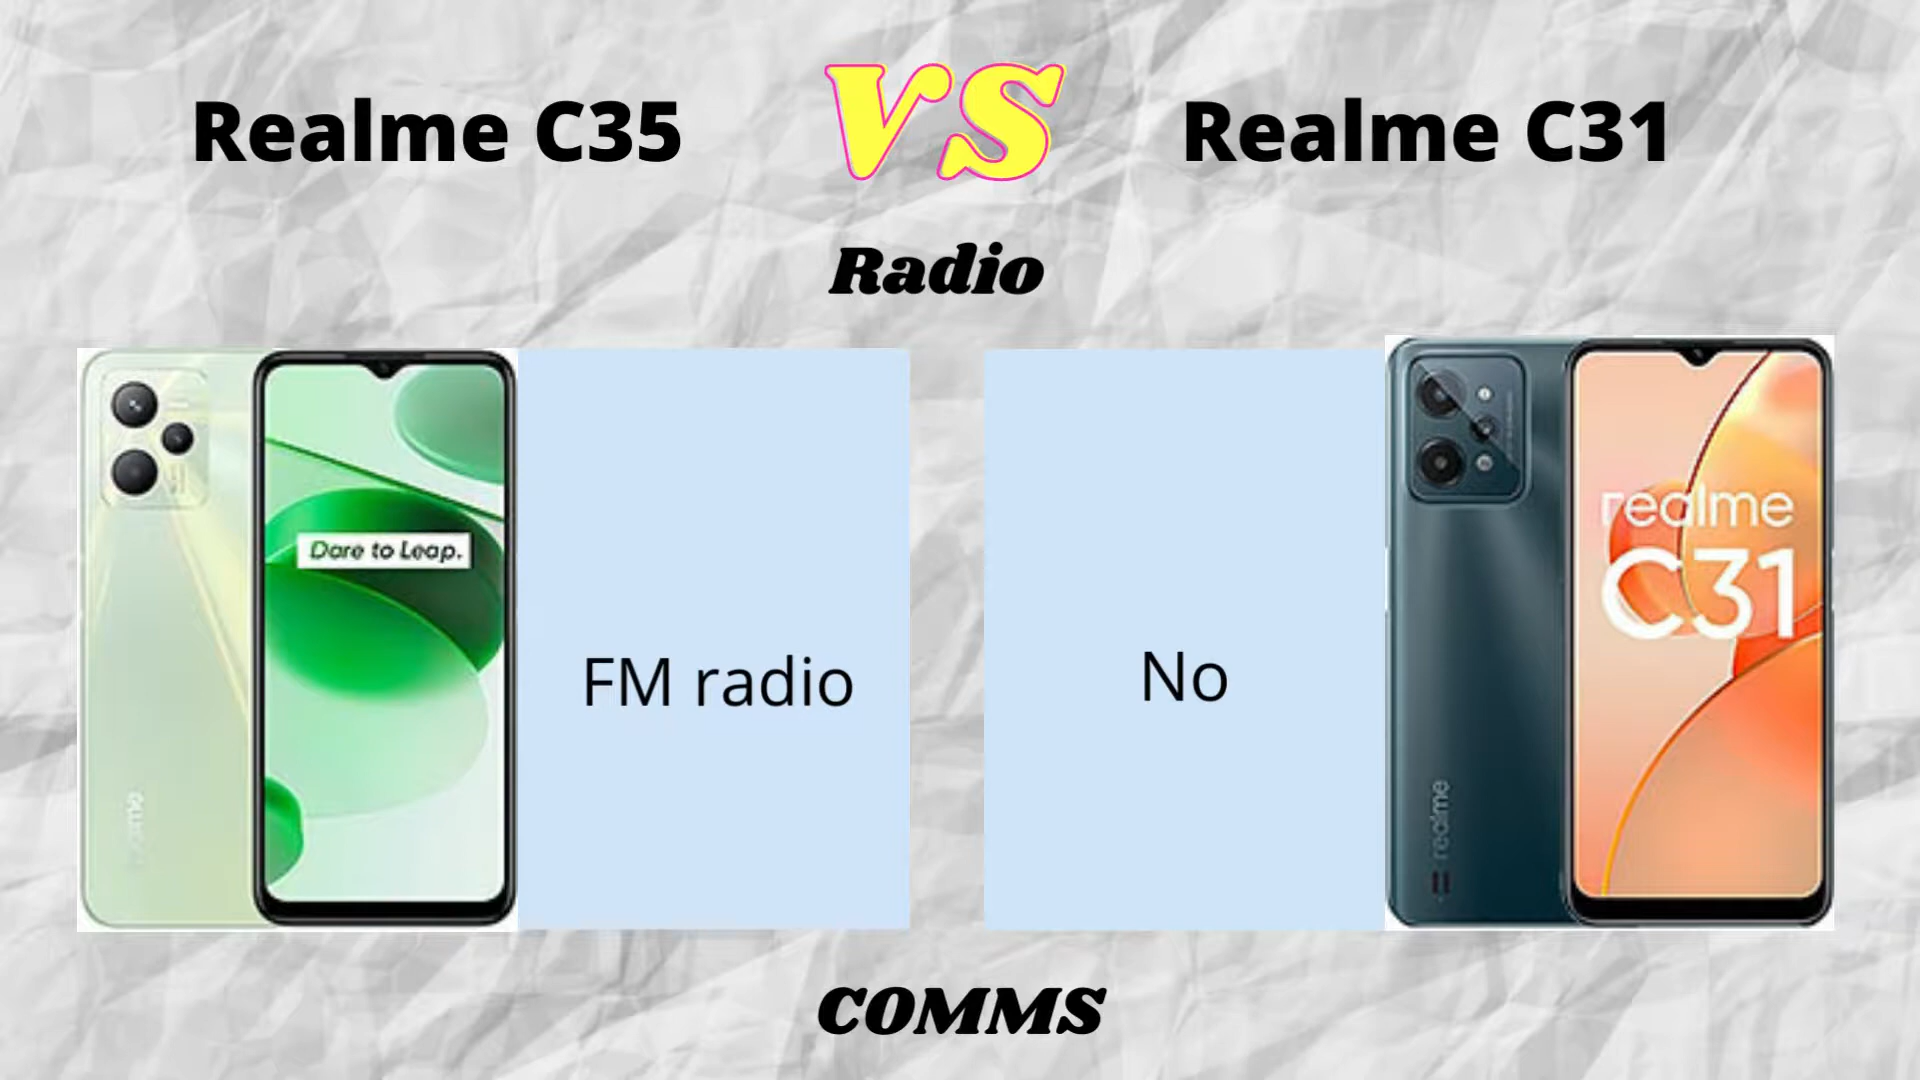 Realme C35
VS
Realme C31
Radio
Dare to Leap.
FM radio
No
realme
C31
realme
realme
COMMS